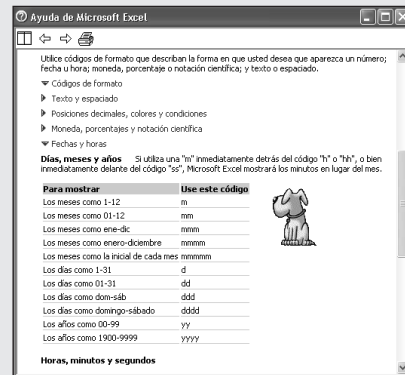 Ayuda de Microsoft Excel
Utilice códigos de formato que describan la forma en que usted desea que aparezca un número;
fecha u hora; moneda, porcentaje o notación científica; y texto o espaciado.
Códigos de formato
Texto y espaciado
Posiciones decimales, colores y condiciones
Moneda, porcentajes y notación científica
Fechas y horas
Días, meses y años Si utiliza una "m" inmediatamente detrás del código "h" o "hh", o bien
inmediatamente delante del código "ss", Microsoft Excel mostrará los minutos en lugar del mes.
Para mostrar Use este código
Los meses como 1-12 m
Los meses como 01-12 mm
Los meses como ene-dic mmm
Los meses como enero-diciembre mmmm
Los meses como la inicial de cada mes mmmmm
Los días como 1-31 d
Los días como 01-31 dd
Los días como dom-sáb ddd
Los días como domingo-sábado dddd
Los años como 00-99 yy
Los años como 1900-9999 yyyy
Horas, minutos y segundos